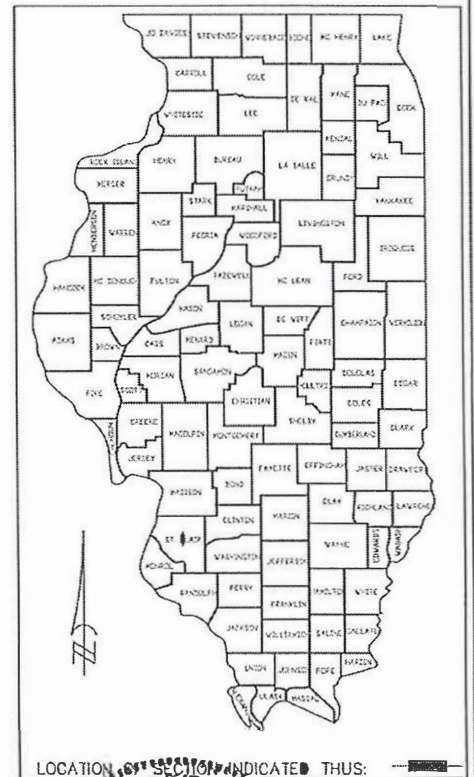 JO DAVIESS STEPHENSON WINNEBAGO BOONE MC HENRY LAKE
CARROLL OGLE DE KALB KANE DU PAGE COOK
WHITESIDE LEE KENDALL WILL
ROCK ISLAND HENRY BUREAU LA SALLE GRUNDY
MERCER PUTNAM KANKAKEE
HENDERSON WARREN KNOX STARK MARSHALL LIVINGSTON
PEORIA WOODFORD IROQUOIS
HANCOCK MC DONOUGH FULTON TAZEWELL MC LEAN FORD
SCHUYLER MASON LOGAN DE WITT CHAMPAIGN VERMILION
ADAMS BROWN CASS MENARD MACON PIATT
PIKE SCOTT MORGAN SANGAMON MOULTRIE DOUGLAS EDGAR
CHRISTIAN COLES
CALHOUN GREENE MACOUPIN MONTGOMERY SHELBY CUMBERLAND CLARK
JERSEY FAYETTE EFFINGHAM JASPER CRAWFORD
MADISON BOND CLAY RICHLAND LAWRENCE
ST. CLAIR CLINTON MARION WAYNE EDWARDS WABASH
MONROE WASHINGTON JEFFERSON
RANDOLPH PERRY FRANKLIN HAMILTON WHITE
JACKSON WILLIAMSON SALINE GALLATIN
UNION JOHNSON POPE HARDIN
ALEXANDER PULASKI MASSAC
LOCATION OF SECTION INDICATED THUS: